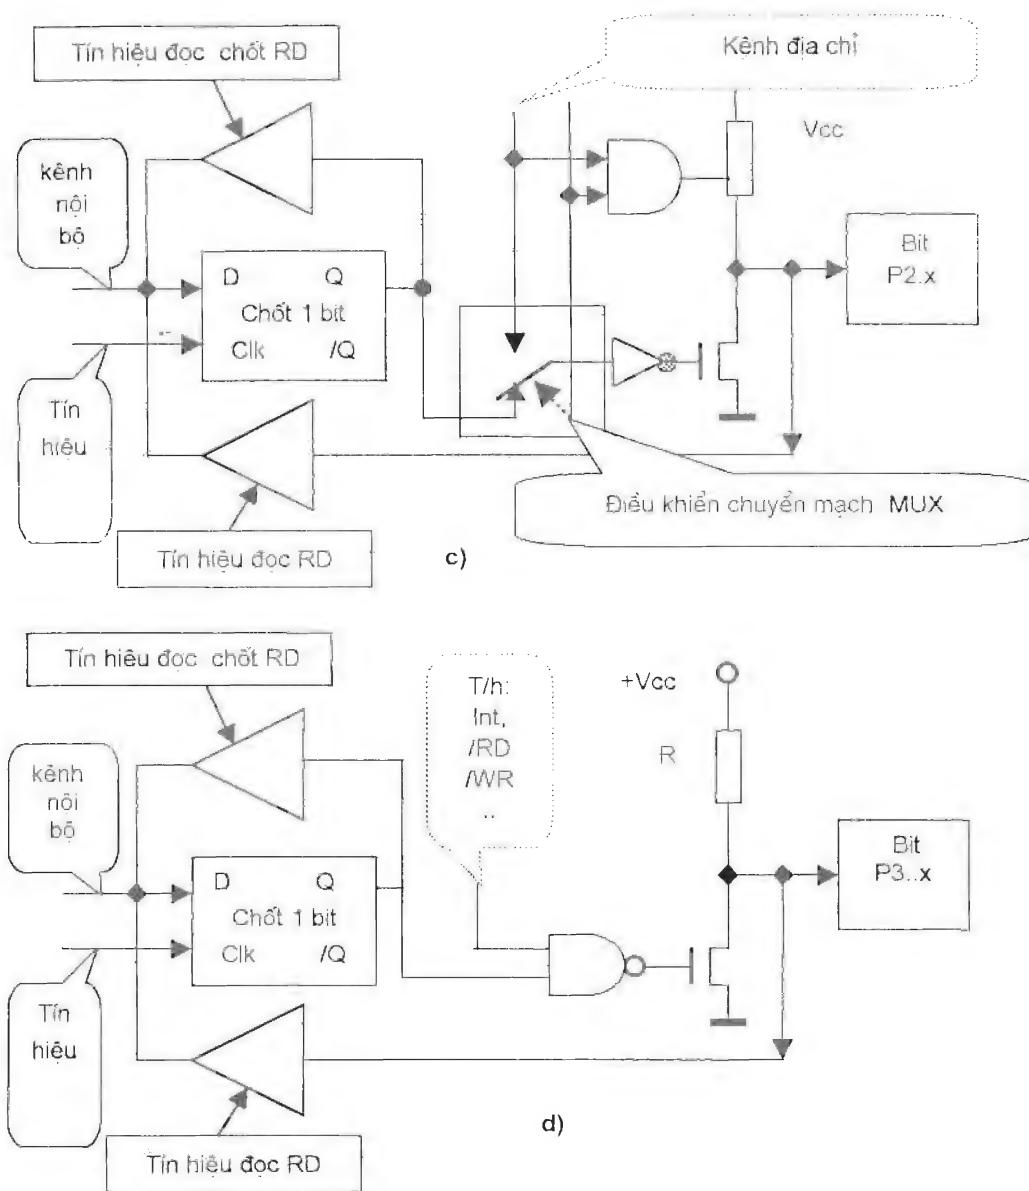 Tín hiệu đọc chốt RD
Kênh địa chỉ
Vcc
kênh
nội
bộ
D Q
Chốt 1 bit
Clk /Q
Bit
P2.x
Tín
hiệu
Điều khiển chuyển mạch MUX
Tín hiệu đọc RD
c)
Tín hiêu đọc chốt RD
T/h:
Int,
/RD
/WR
..
+Vcc
R
kênh
nội
bộ
D Q
Chốt 1 bit
Clk /Q
Bit
P3..x
Tín
hiệu
Tín hiệu đọc RD
d)